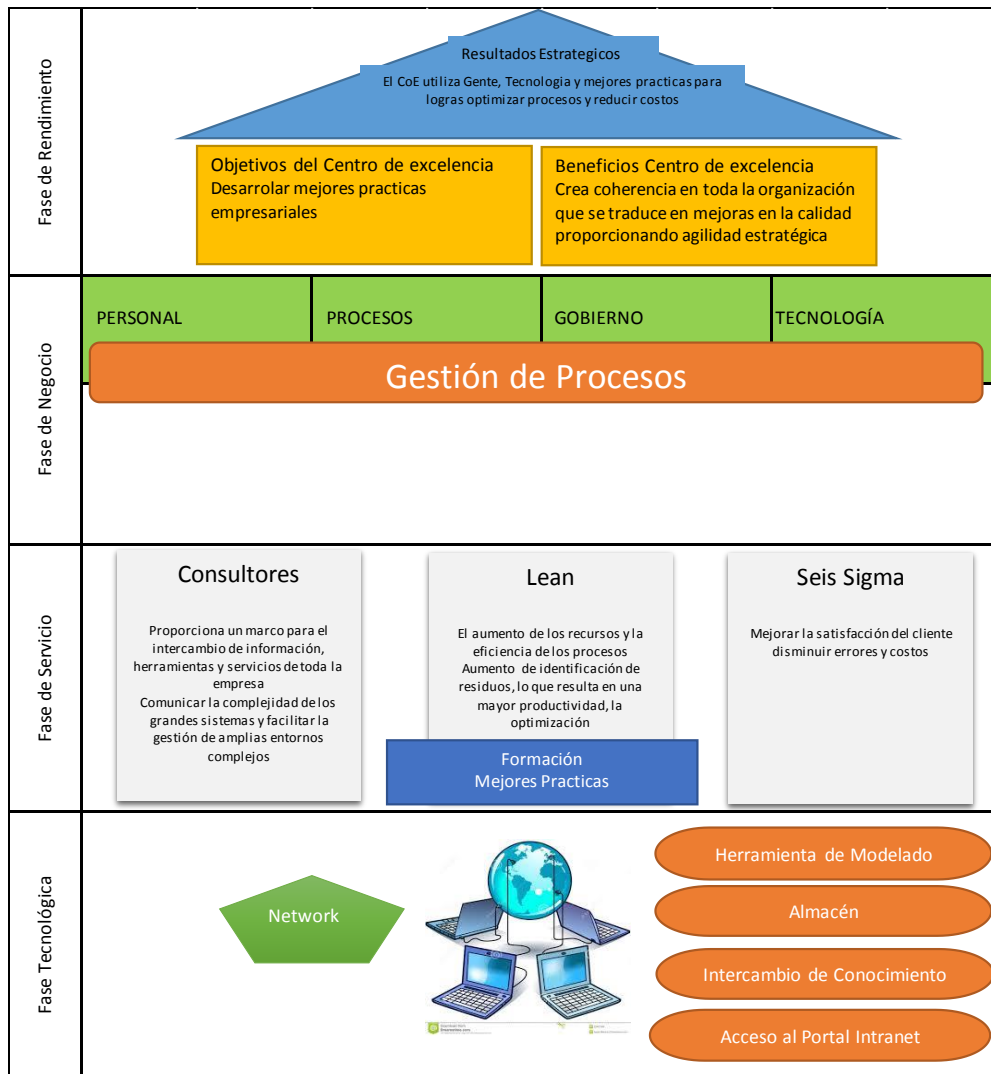 Fase de Rendimiento
Resultados Estrategicos
El CoE utiliza Gente, Tecnologia y mejores practicas para
logras optimizar procesos y reducir costos
Objetivos del Centro de excelencia
Desarrolar mejores practicas
empresariales
Beneficios Centro de excelencia
Crea coherencia en toda la organización
que se traduce en mejoras en la calidad
proporcionando agilidad estratégica
Fase de Negocio
PERSONAL
PROCESOS
GOBIERNO
TECNOLOGÍA
Gestión de Procesos
Fase de Servicio
Consultores
Proporciona un marco para el
intercambio de información,
herramientas y servicios de toda la
empresa
Comunicar la complejidad de los
grandes sistemas y facilitar la
gestión de amplias entornos
complejos
Lean
El aumento de los recursos y la
eficiencia de los procesos
Aumento de identificación de
residuos, lo que resulta en una
mayor productividad, la
optimización
Formación
Mejores Practicas
Seis Sigma
Mejorar la satisfacción del cliente
disminuir errores y costos
Fase Tecnológica
Network
Herramienta de Modelado
Almacén
Intercambio de Conocimiento
Acceso al Portal Intranet